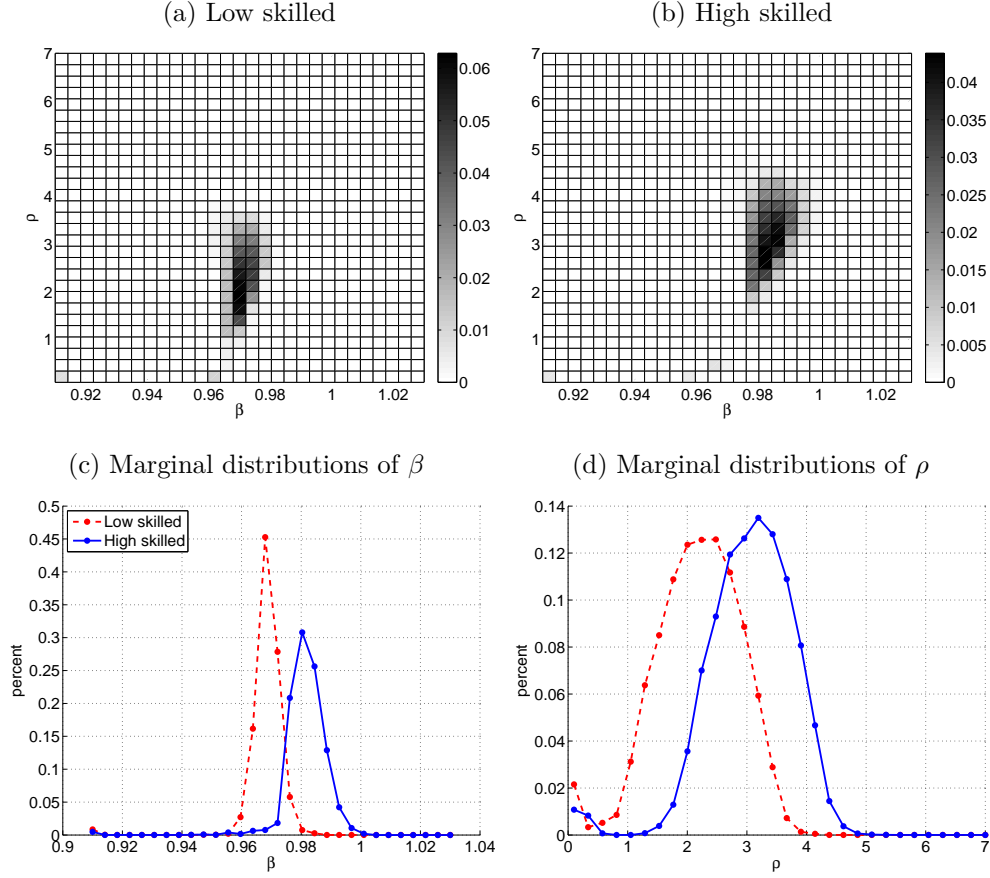 (a) Low skilled
(b) High skilled
7
6
5
4
3
2
1
ρ
0.92 0.94 0.96 0.98 1 1.02
β
0.06
0.05
0.04
0.03
0.02
0.01
0
7
6
5
4
3
2
1
ρ
0.92 0.94 0.96 0.98 1 1.02
β
0.04
0.035
0.03
0.025
0.02
0.015
0.01
0.005
0
(c) Marginal distributions of β
(d) Marginal distributions of ρ
0.5
0.45
0.4
0.35
0.3
0.25
0.2
0.15
0.1
0.05
0
percent
Low skilled
High skilled
0.9 0.92 0.94 0.96 0.98 1 1.02 1.04
β
0.14
0.12
0.1
0.08
0.06
0.04
0.02
0
percent
0 1 2 3 4 5 6 7
ρ